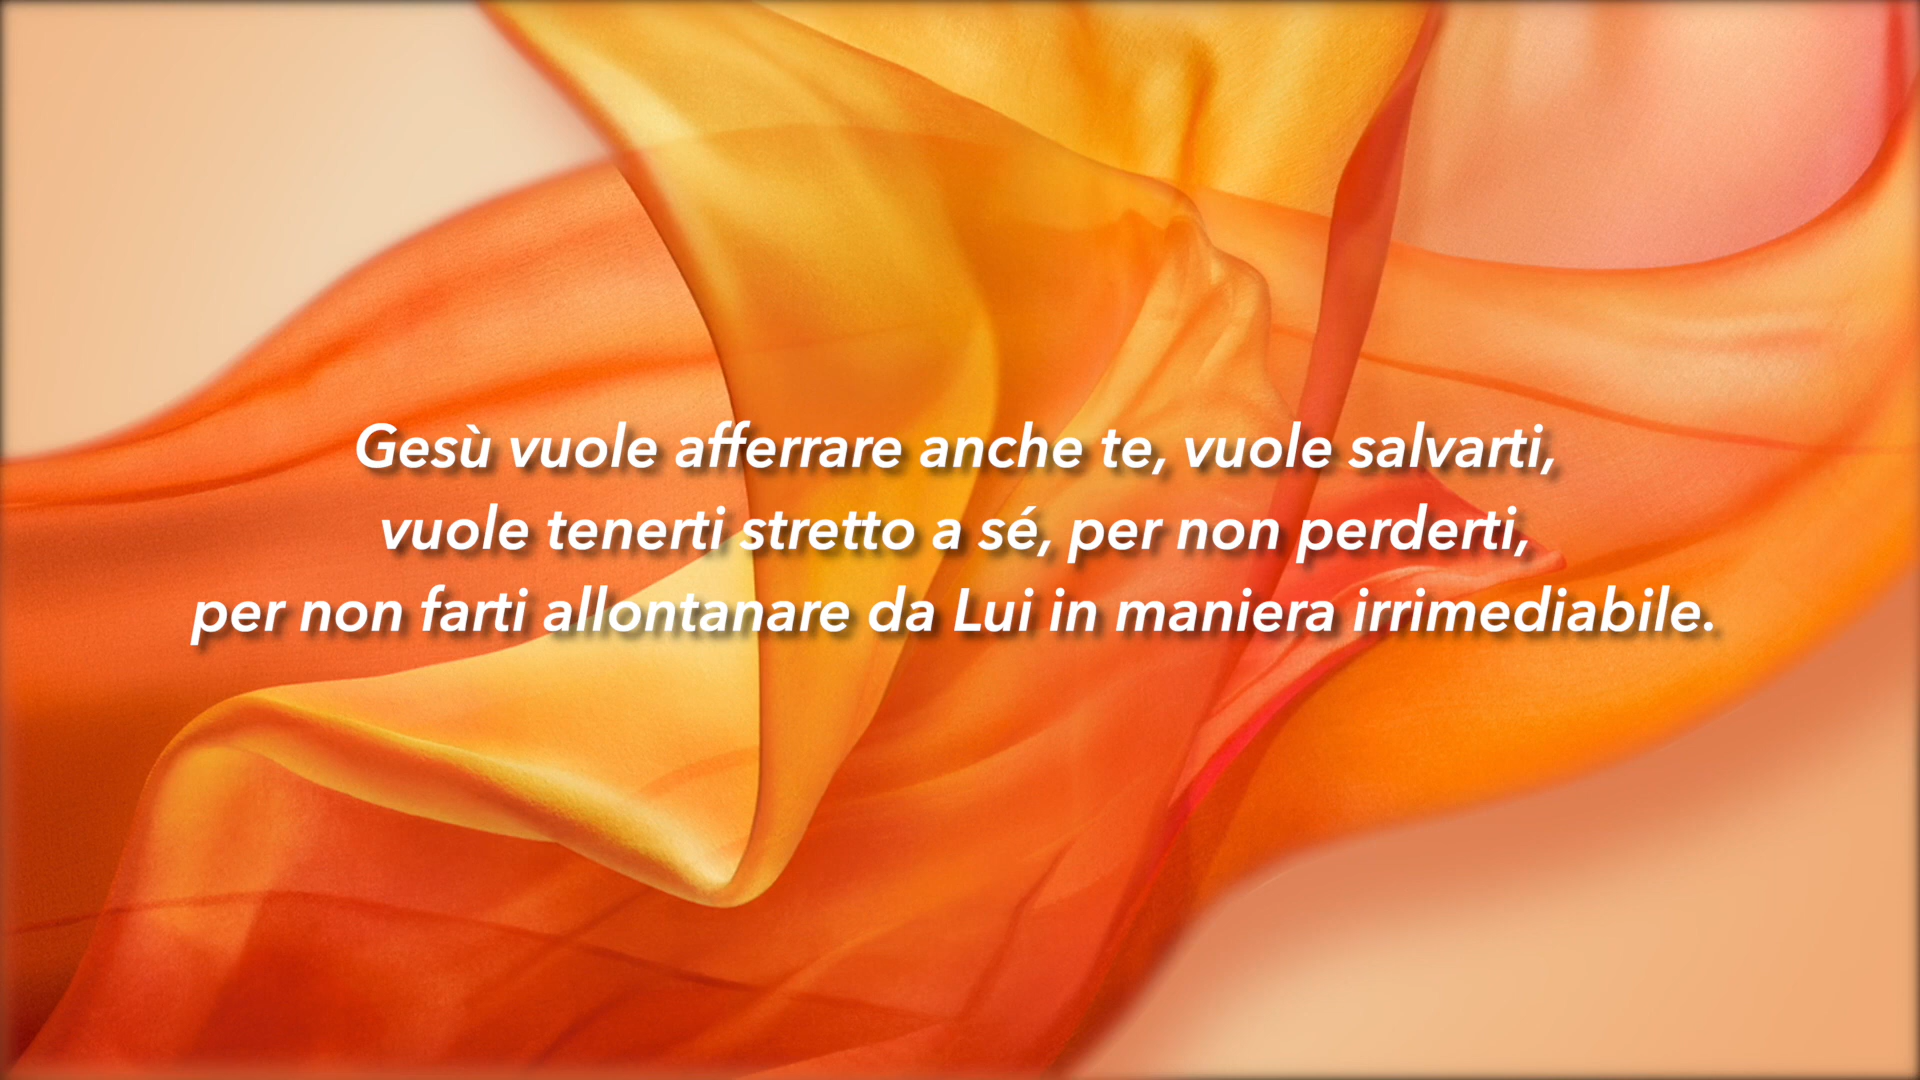 Gesù vuole afferrare anche te, vuole salvarti,
vuole tenerti stretto a sé, per non perderti,
per non farti allontanare da Lui in maniera irrimediabile.